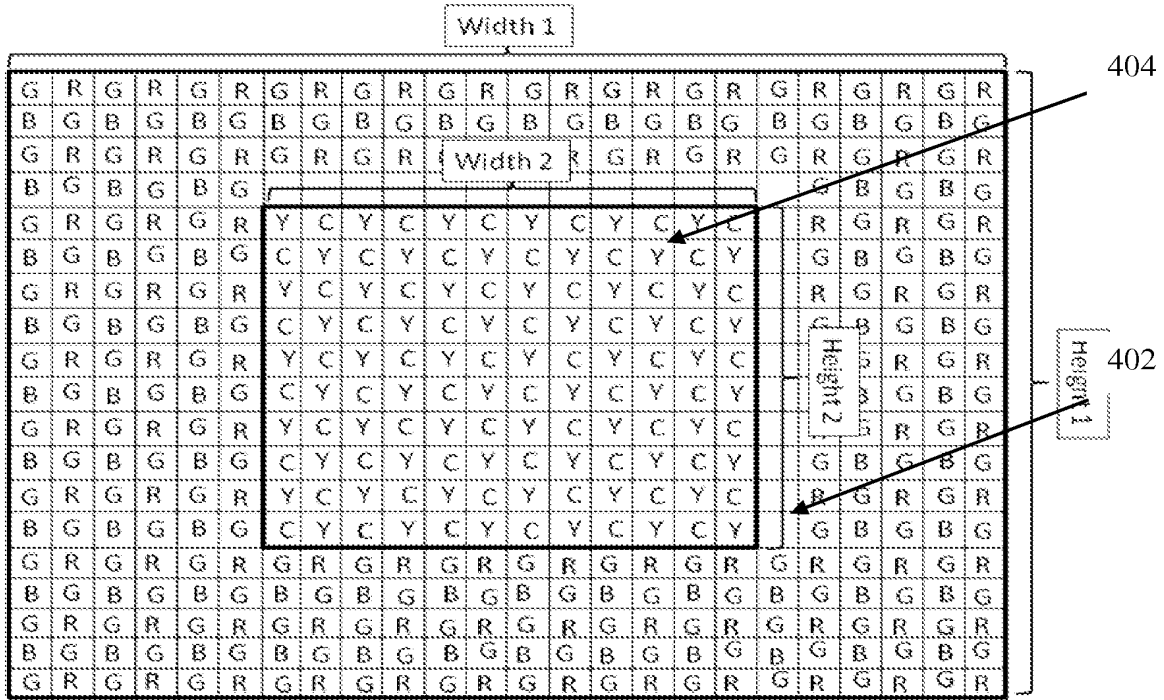 Width 1
404
G R G R G R G R G R G R G R G R G R G R G R G R
B G B G B G B G B G B G B G B G B G B G B G B G
G R G R G R G R G R Width 2 R G R G R G R G R G R
B G B G B G G B G B G
G R G R G R Y C Y C Y C Y C Y C Y C R G R G R
B G B G B G C Y C Y C Y C Y C Y C Y G B G B G
G R G R G R Y C Y C Y C Y C Y C Y C R G R G R
B G B G B G C Y C Y C Y C Y C Y C Y G B G B G
G R G R G R Y C Y C Y C Y C Y C Y C G R G R
B G B G B G C Y C Y C Y C Y C Y C Y B G B G
G R G R G R Y C Y C Y C Y C Y C Y C G R G R
B G B G B G C Y C Y C Y C Y C Y C Y G B G B G
G R G R G R Y C Y C Y C Y C Y C Y C R G R G R
B G B G B G C Y C Y C Y C Y C Y C Y G B G B G
G R G R G R G R G R G R G R G R G R G R G R G R
B G B G B G B G B G B G B G B G B G B G B G B G
G R G R G R G R G R G R G R G R G R G R G R G R
B G B G B G B G B G B G B G B G B G B G B G B G
G R G R G R G R G R G R G R G R G R G R G R G R
Height 2
Height 1
402